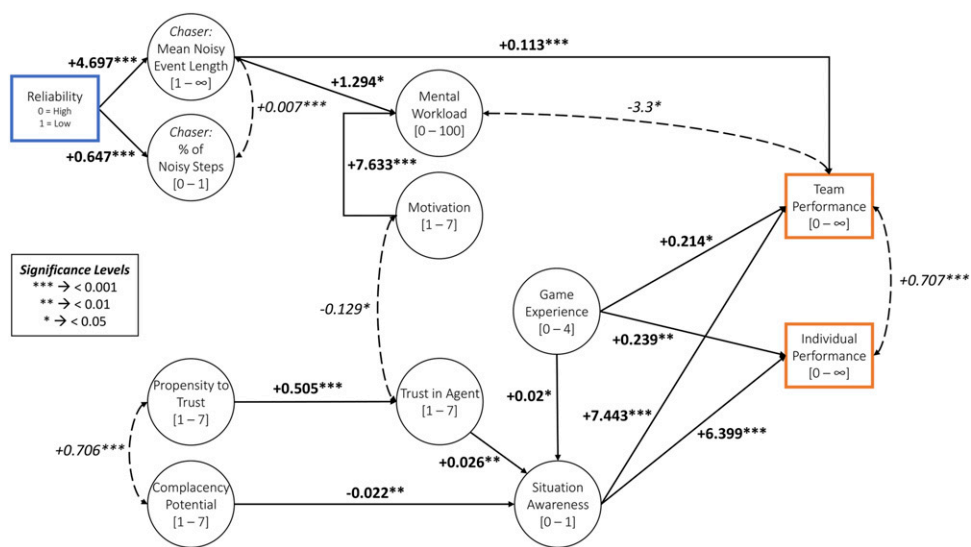 Reliability
0 = High
1 = Low
+4.697***
+0.647***
Chaser:
Mean Noisy
Event Length
[1 – ∞]
Chaser:
% of
Noisy Steps
[0 – 1]
+0.007***
+0.113***
+1.294*
Mental
Workload
[0 – 100]
-3.3*
+7.633***
Motivation
[1 – 7]
Team
Performance
[0 – ∞]
Significance Levels
*** → < 0.001
** → < 0.01
* → < 0.05
-0.129*
+0.214*
Game
Experience
[0 – 4]
+0.707***
+0.239**
Individual
Performance
[0 – ∞]
Propensity to
Trust
[1 – 7]
+0.505***
Trust in Agent
[1 – 7]
+0.02*
+7.443***
+6.399***
+0.706***
+0.026**
Complacency
Potential
[1 – 7]
-0.022**
Situation
Awareness
[0 – 1]